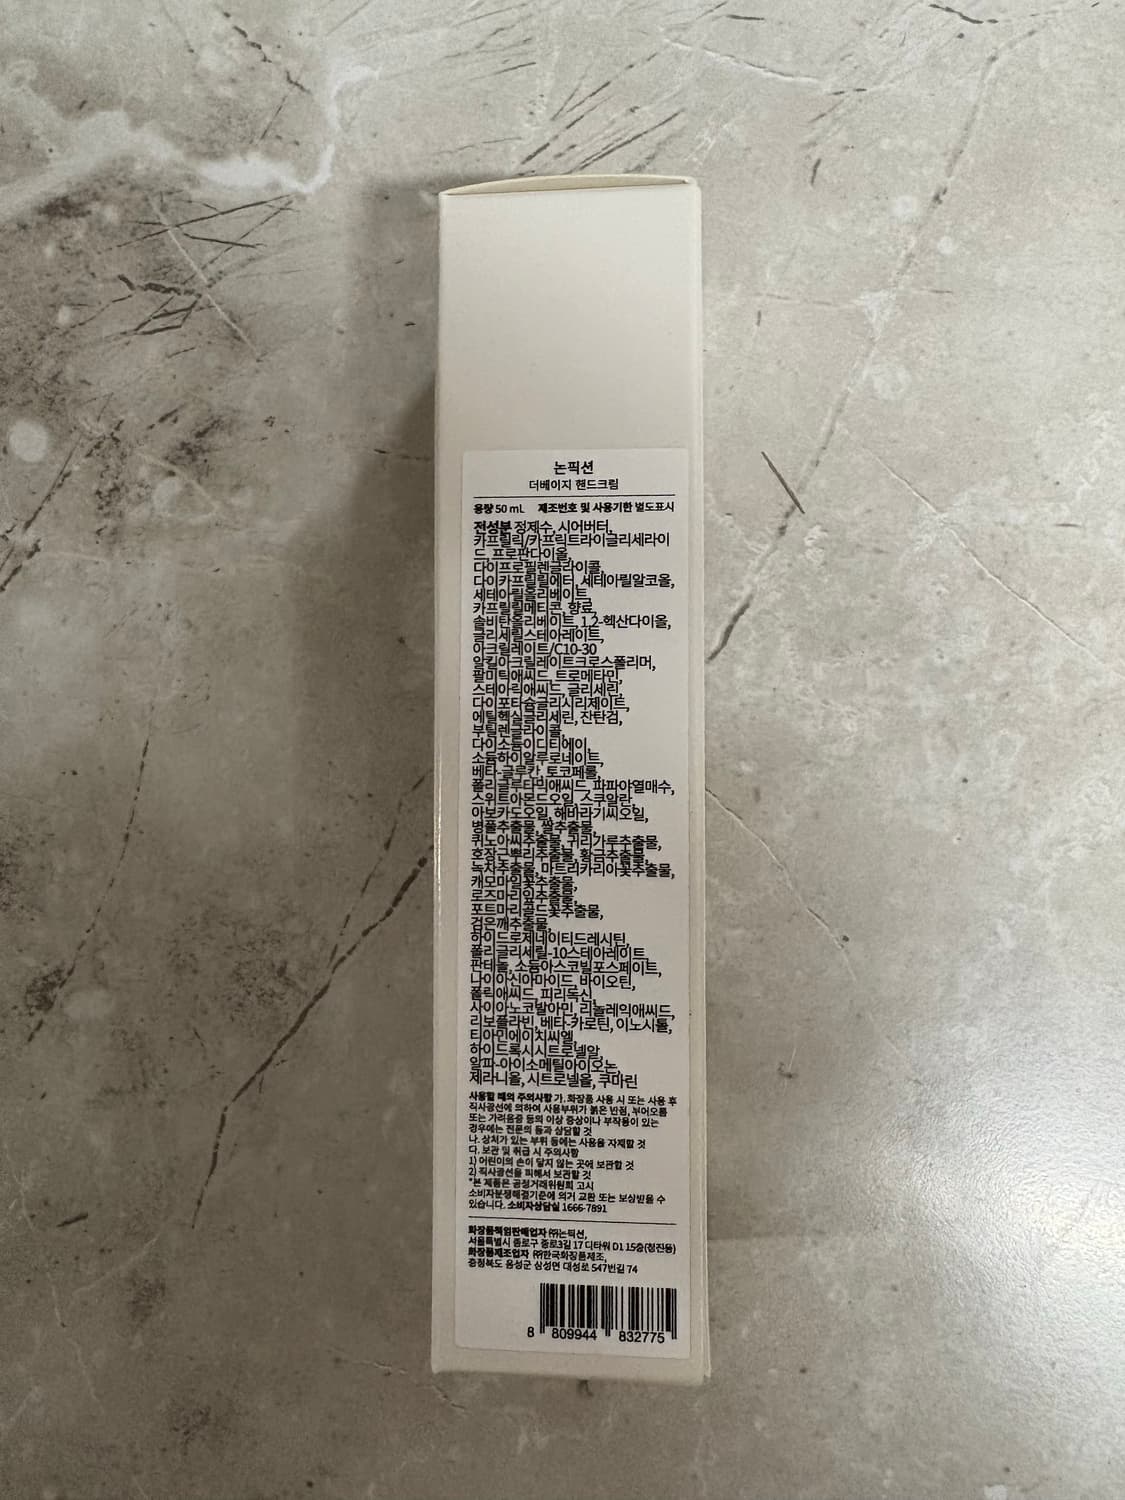 논픽션
더베이지 핸드크림
용량 50 mL 제조번호 및 사용기한 별도표시
전성분 정제수, 시어버터,
카프릴릭/카프릭트라이글리세라이
드, 프로판다이올,
다이프로필렌글라이콜,
다이카프릴릴에터, 세테아릴알코올,
세테아릴올리베이트,
카프릴릴메티콘, 향료,
솔비탄올리베이트, 1,2-헥산다이올,
글리세릴스테아레이트,
아크릴레이트/C10-30
알킬아크릴레이트크로스폴리머,
팔미틱애씨드, 트로메타민,
스테아릭애씨드, 글리세린,
다이포타슘글리시리제이트,
에틸헥실글리세린, 잔탄검,
부틸렌글라이콜,
다이소듐이디티에이,
소듐하이알루로네이트,
베타-글루칸, 토코페롤,
폴리글루타믹애씨드, 파파야열매수,
스위트아몬드오일, 스쿠알란,
아보카도오일, 해바라기씨오일,
병풀추출물, 쌀추출물,
퀴노아씨추출물, 귀리가루추출물,
호장근뿌리추출물, 황금추출물,
녹차추출물, 마트리카리아꽃추출물,
캐모마일꽃추출물,
로즈마리잎추출물,
포트마리골드꽃추출물,
검은깨추출물,
하이드로제네이티드레시틴,
폴리글리세릴-10스테아레이트,
판테놀, 소듐아스코빌포스페이트,
나이아신아마이드, 바이오틴,
폴릭애씨드, 피리독신,
사이아노코발아민, 리놀레익애씨드,
리보플라빈, 베타-카로틴, 이노시톨,
티아민에이치씨엘,
하이드록시시트로넬알,
알파-아이소메틸아이오논,
제라니올, 시트로넬올, 쿠마린
사용할 때의 주의사항 가. 화장품 사용 시 또는 사용 후
직사광선에 의하여 사용부위가 붉은 반점, 부어오름
또는 가려움증 등의 이상 증상이나 부작용이 있는
경우에는 전문의 등과 상담할 것
나. 상처가 있는 부위 등에는 사용을 자제할 것
다. 보관 및 취급 시 주의사항
1) 어린이의 손이 닿지 않는 곳에 보관할 것
2) 직사광선을 피해서 보관할 것
*본 제품은 공정거래위원회 고시
소비자분쟁해결기준에 의거 교환 또는 보상받을 수
있습니다. 소비자상담실 1666-7891
화장품책임판매업자 ㈜논픽션,
서울특별시 종로구 종로3길 17 디타워 D1 15층(청진동)
화장품제조업자 ㈜한국화장품제조,
충청북도 음성군 삼성면 대성로 547번길 74
8 809944 832775